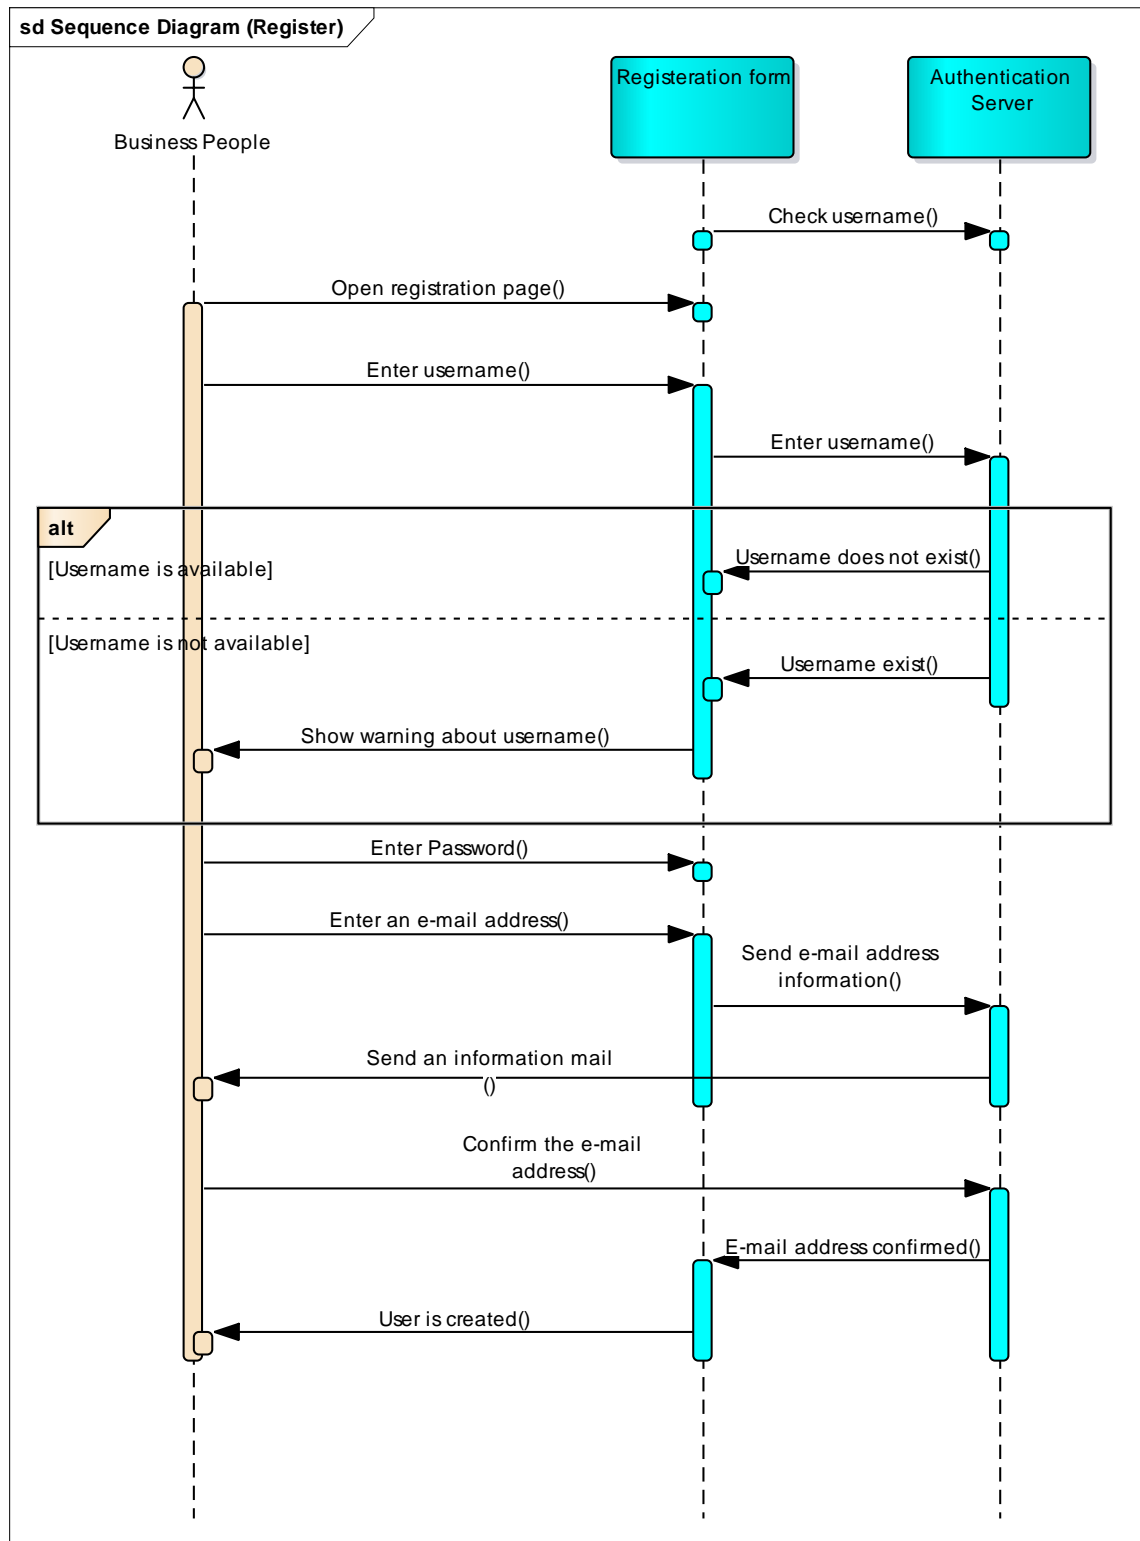 sd Sequence Diagram (Register)
Business People
Registeration form
Authentication
Server
Check username()
Open registration page()
Enter username()
Enter username()
alt
[Username is available]
Username does not exist()
[Username is not available]
Username exist()
Show warning about username()
Enter Password()
Enter an e-mail address()
Send e-mail address
information()
Send an information mail
()
Confirm the e-mail
address()
E-mail address confirmed()
User is created()